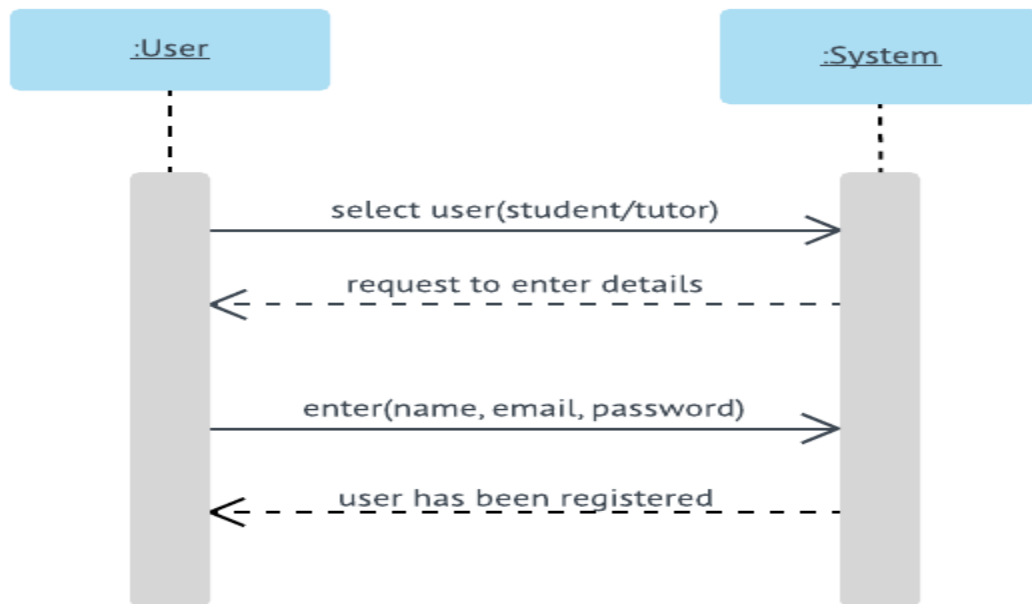 :User
:System
select user(student/tutor)
request to enter details
enter(name, email, password)
user has been registered